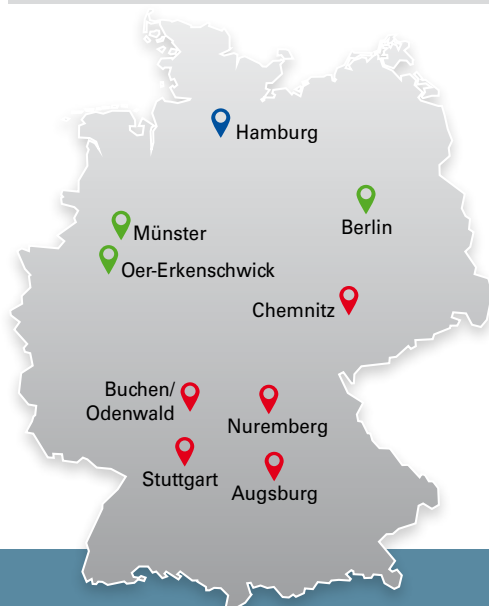 Hamburg
Berlin
Münster
Oer-Erkenschwick
Chemnitz
Buchen/
Odenwald
Nuremberg
Stuttgart
Augsburg